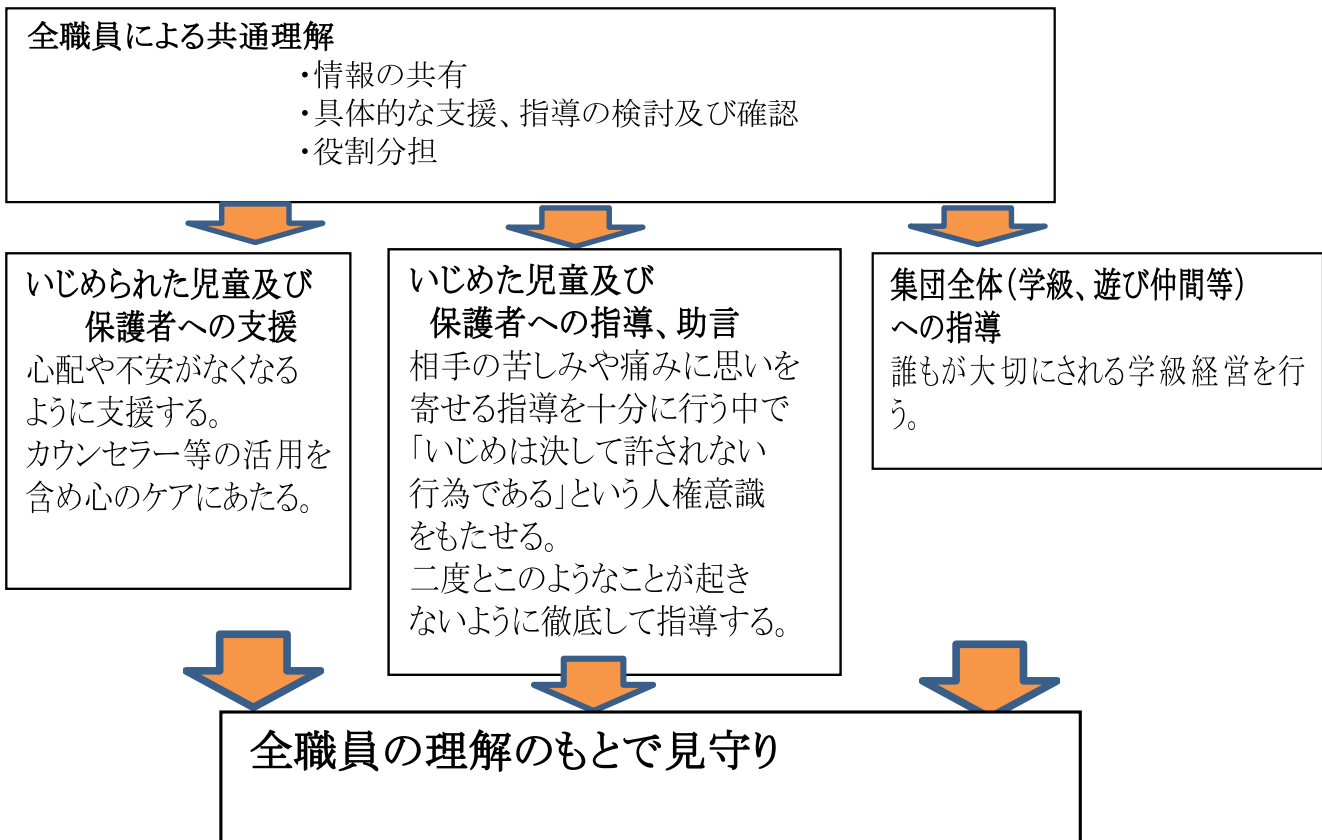 全職員による共通理解
・情報の共有
・具体的な支援、指導の検討及び確認
・役割分担
いじめられた児童及び
保護者への支援
心配や不安がなくなる
ように支援する。
カウンセラー等の活用を
含め心のケアにあたる。
いじめた児童及び
保護者への指導、助言
相手の苦しみや痛みに思いを
寄せる指導を十分に行う中で
「いじめは決して許されない
行為である」という人権意識
をもたせる。
二度とこのようなことが起き
ないように徹底して指導する。
集団全体(学級、遊び仲間等)
への指導
誰もが大切にされる学級経営を行
う。
全職員の理解のもとで見守り